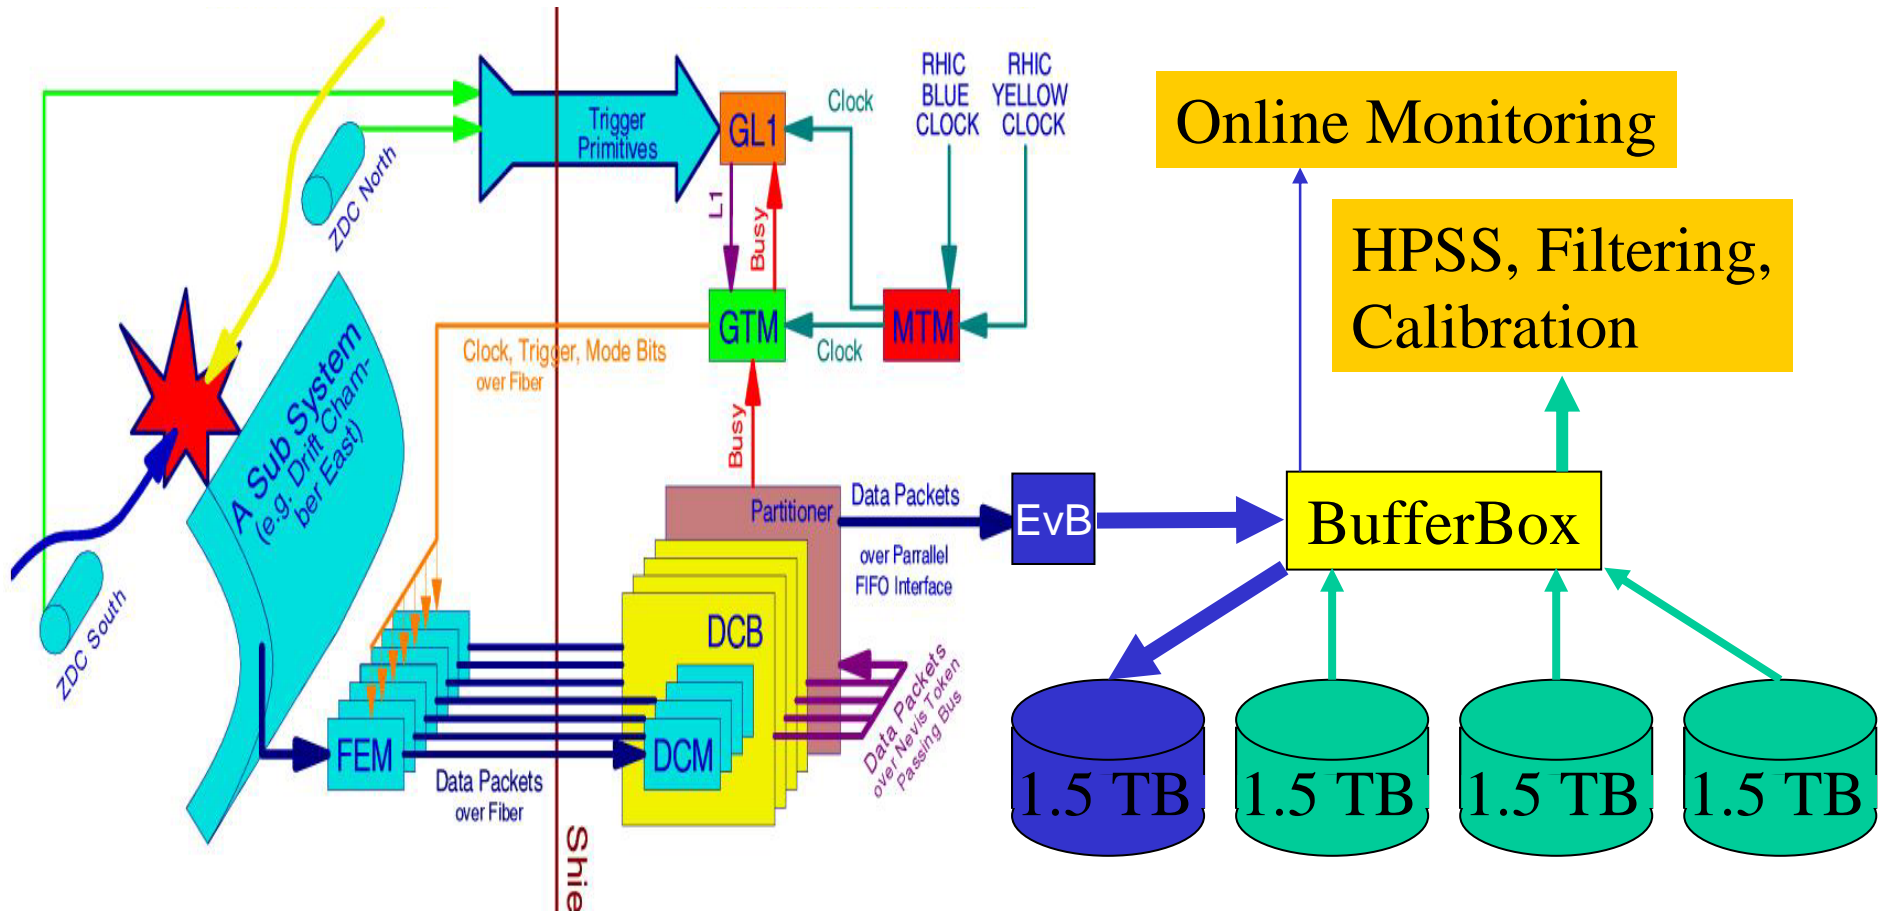 RHIC
BLUE
CLOCK
RHIC
YELLOW
CLOCK
Trigger
Primitives
GL1
Clock
ZDC North
L1
Busy
GTM
Clock
MTM
Clock, Trigger, Mode Bits
over Fiber
A Sub System
(e.g. Drift Cham-
ber East)
Busy
ZDC South
Partitioner
Data Packets
over Parrallel
FIFO Interface
EvB
DCB
DCM
FEM
Data Packets
over Fiber
Data Packets
over Nevis Token
Passing Bus
Shie
Online Monitoring
HPSS, Filtering,
Calibration
BufferBox
1.5 TB
1.5 TB
1.5 TB
1.5 TB